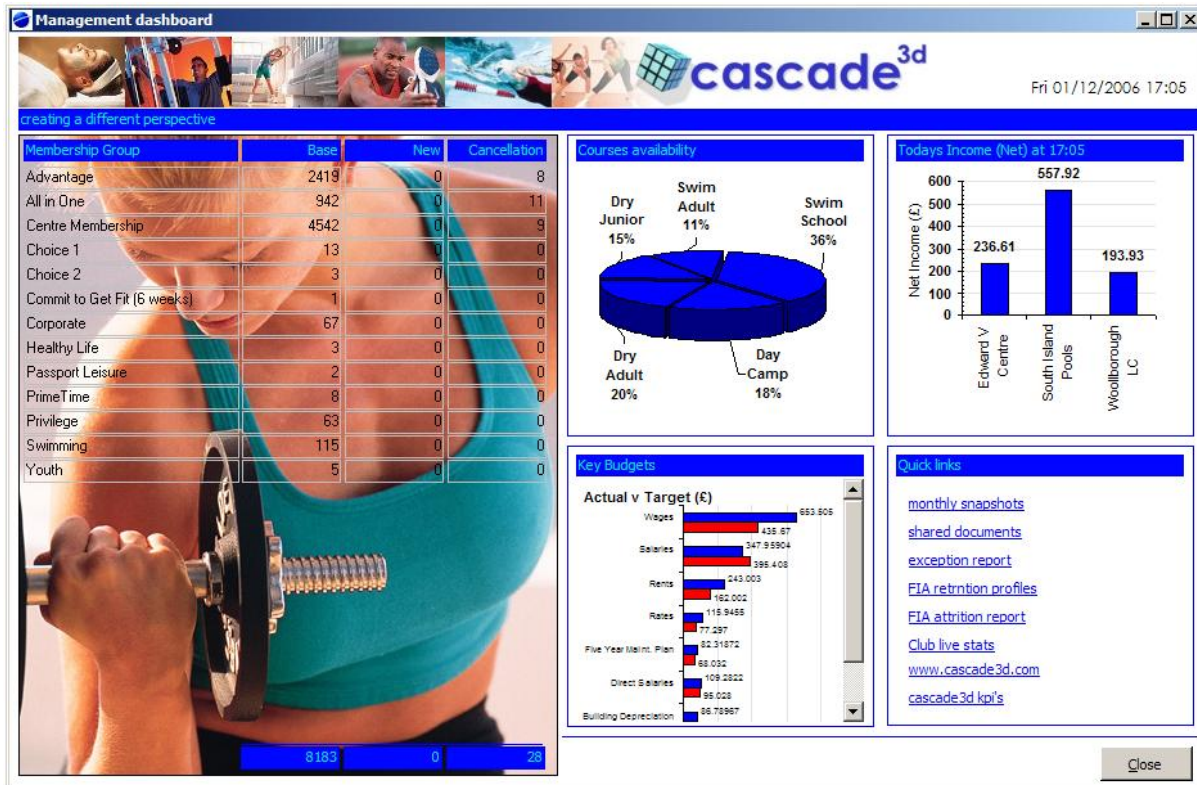 Management dashboard
cascade3d
Fri 01/12/2006 17:05
creating a different perspective
Membership Group Base New Cancellation
Advantage 2419 0 8
All in One 942 0 11
Centre Membership 4542 0 9
Choice 1 13 0 0
Choice 2 3 0 0
Commit to Get Fit (6 weeks) 1 0 0
Corporate 67 0 0
Healthy Life 3 0 0
Passport Leisure 2 0 0
PrimeTime 8 0 0
Privilege 63 0 0
Swimming 115 0 0
Youth 5 0 0
8183 0 28
Courses availability
Swim
Adult
11%
Swim
School
36%
Dry
Junior
15%
Dry
Adult
20%
Day
Camp
18%
Todays Income (Net) at 17:05
Net Income (£)
600
500
400
300
200
100
0
236.61
557.92
193.93
Edward V
Centre
South Island
Pools
Woollborough
LC
Key Budgets
Actual v Target (£)
Wages 653.505
435.67
Salaries 347.95904
395.408
Rents 243.003
162.002
Rates 115.9455
77.297
Five Year Maint. Plan 82.31872
68.032
Direct Salaries 109.2822
95.028
Building Depreciation 86.78967
Quick links
monthly snapshots
shared documents
exception report
FIA retrntion profiles
FIA attrition report
Club live stats
www.cascade3d.com
cascade3d kpi's
Close